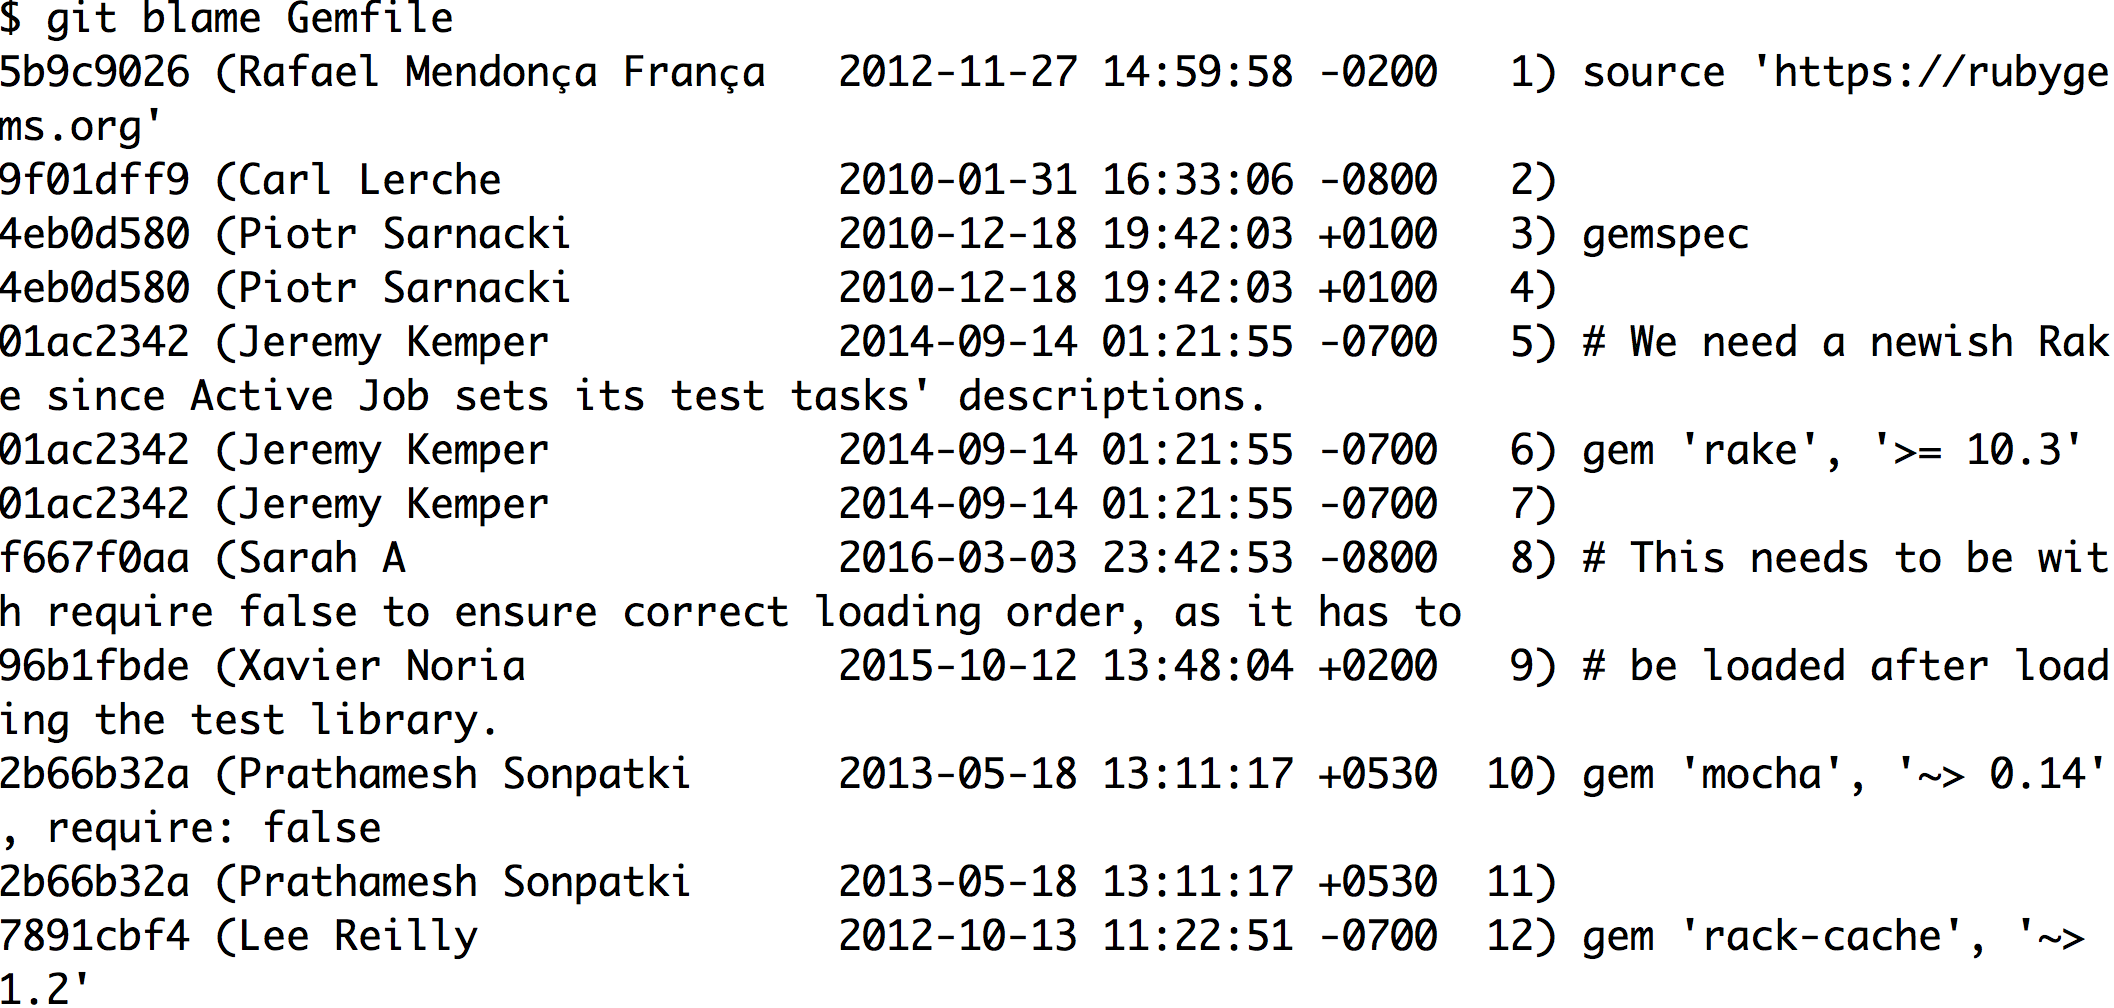 $ git blame Gemfile
5b9c9026 (Rafael Mendonça França   2012-11-27 14:59:58 -0200   1) source 'https://rubyge
ms.org'
9f01dff9 (Carl Lerche              2010-01-31 16:33:06 -0800   2)
4eb0d580 (Piotr Sarnacki           2010-12-18 19:42:03 +0100   3) gemspec
4eb0d580 (Piotr Sarnacki           2010-12-18 19:42:03 +0100   4)
01ac2342 (Jeremy Kemper            2014-09-14 01:21:55 -0700   5) # We need a newish Rak
e since Active Job sets its test tasks' descriptions.
01ac2342 (Jeremy Kemper            2014-09-14 01:21:55 -0700   6) gem 'rake', '>= 10.3'
01ac2342 (Jeremy Kemper            2014-09-14 01:21:55 -0700   7)
f667f0aa (Sarah A                  2016-03-03 23:42:53 -0800   8) # This needs to be wit
h require false to ensure correct loading order, as it has to
96b1fbde (Xavier Noria             2015-10-12 13:48:04 +0200   9) # be loaded after load
ing the test library.
2b66b32a (Prathamesh Sonpatki      2013-05-18 13:11:17 +0530  10) gem 'mocha', '~> 0.14'
, require: false
2b66b32a (Prathamesh Sonpatki      2013-05-18 13:11:17 +0530  11)
7891cbf4 (Lee Reilly               2012-10-13 11:22:51 -0700  12) gem 'rack-cache', '~>
1.2'